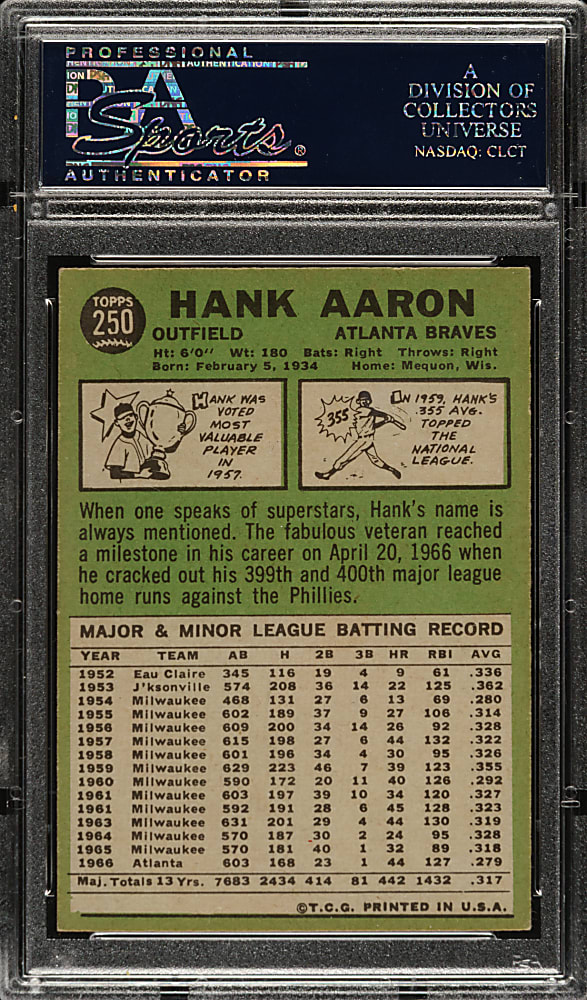 PROFESSIONAL
PSA
Sports®
AUTHENTICATOR
A
DIVISION OF
COLLECTORS
UNIVERSE
NASDAQ: CLCT
TOPPS
250
HANK AARON
OUTFIELD ATLANTA BRAVES
Ht: 6'0" Wt: 180 Bats: Right Throws: Right
Born: February 5, 1934 Home: Mequon, Wis.
HANK WAS
VOTED
MOST
VALUABLE
PLAYER
IN
1957.
355
IN 1959, HANK'S
.355 AVG.
TOPPED
THE
NATIONAL
LEAGUE.
When one speaks of superstars, Hank's name is
always mentioned. The fabulous veteran reached
a milestone in his career on April 20, 1966 when
he cracked out his 399th and 400th major league
home runs against the Phillies.
MAJOR & MINOR LEAGUE BATTING RECORD
YEAR TEAM AB H 2B 3B HR RBI AVG
1952 Eau Claire 345 116 19 4 9 61 .336
1953 J'ksonville 574 208 36 14 22 125 .362
1954 Milwaukee 468 131 27 6 13 69 .280
1955 Milwaukee 602 189 37 9 27 106 .314
1956 Milwaukee 609 200 34 14 26 92 .328
1957 Milwaukee 615 198 27 6 44 132 .322
1958 Milwaukee 601 196 34 4 30 95 .326
1959 Milwaukee 629 223 46 7 39 123 .355
1960 Milwaukee 590 172 20 11 40 126 .292
1961 Milwaukee 603 197 39 10 34 120 .327
1961 Milwaukee 592 191 28 6 45 128 .323
1963 Milwaukee 631 201 29 4 44 130 .319
1964 Milwaukee 570 187 30 2 24 95 .328
1965 Milwaukee 570 181 40 1 32 89 .318
1966 Atlanta 603 168 23 1 44 127 .279
Maj. Totals 13 Yrs. 7683 2434 414 81 442 1432 .317
©T.C.G. PRINTED IN U.S.A.
PSA